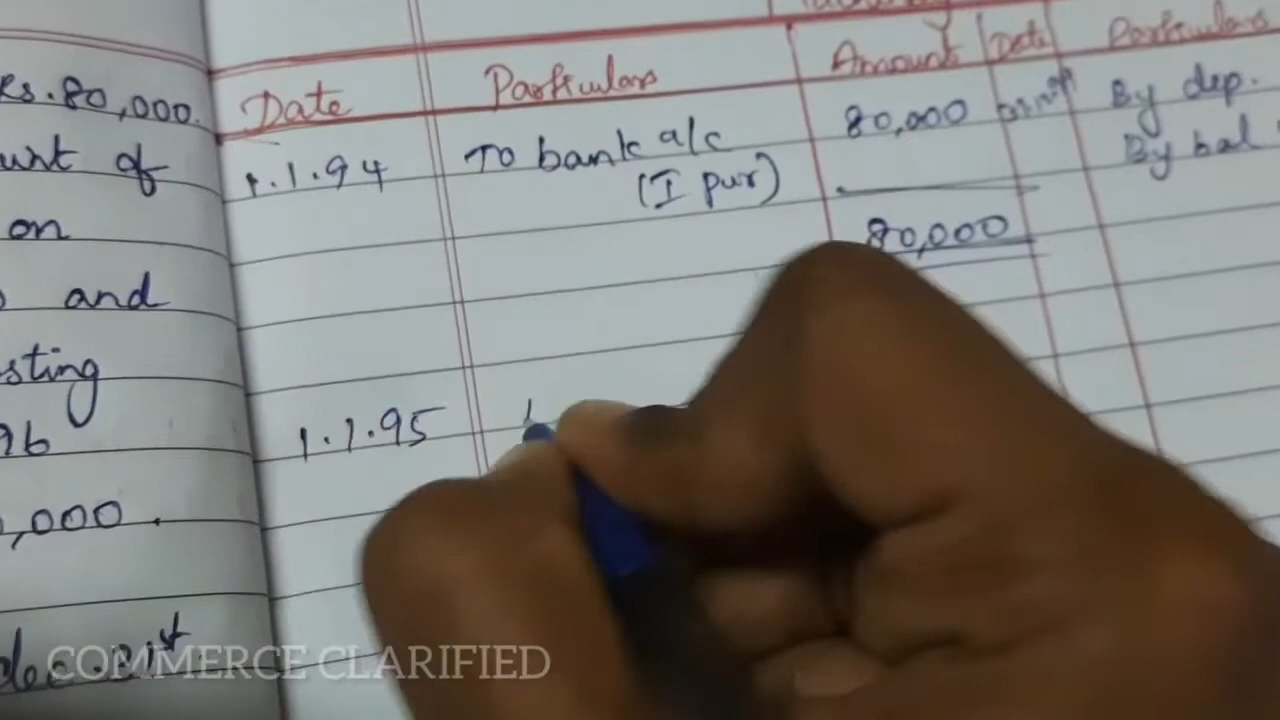 Rs.80,000.
unt of
on
and
sting
96
,000.
Date Particulars Amount Date Particulars
1.1.94 To bank a/c 80,000 By dep.
(I pur) By bal
80,000
1.1.95
COMMERCE CLARIFIED